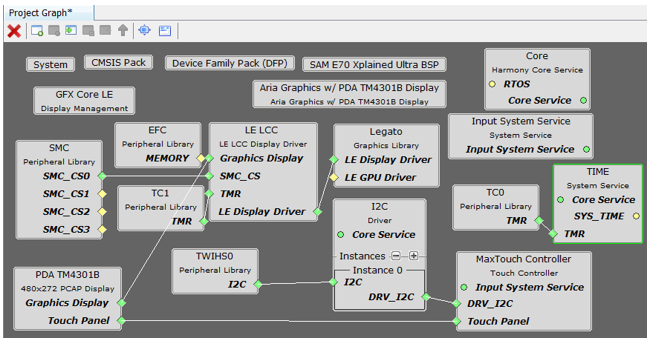 Project Graph*
System
CMSIS Pack
Device Family Pack (DFP)
SAM E70 Xplained Ultra BSP
Core
Harmony Core Service
RTOS
Core Service
GFX Core LE
Display Management
Aria Graphics w/ PDA TM4301B Display
Aria Graphics w/ PDA TM4301B Display
Input System Service
System Service
Input System Service
SMC
Peripheral Library
SMC_CS0
SMC_CS1
SMC_CS2
SMC_CS3
EFC
Peripheral Library
MEMORY
TC1
Peripheral Library
TMR
LE LCC
LE LCC Display Driver
Graphics Display
SMC_CS
TMR
LE Display Driver
Legato
Graphics Library
LE Display Driver
LE GPU Driver
TIME
System Service
Core Service
SYS_TIME
TMR
TC0
Peripheral Library
TMR
I2C
Driver
Core Service
Instances
Instance 0
I2C
DRV_I2C
TWIHS0
Peripheral Library
I2C
PDA TM4301B
480x272 PCAP Display
Graphics Display
Touch Panel
MaxTouch Controller
Touch Controller
Input System Service
DRV_I2C
Touch Panel